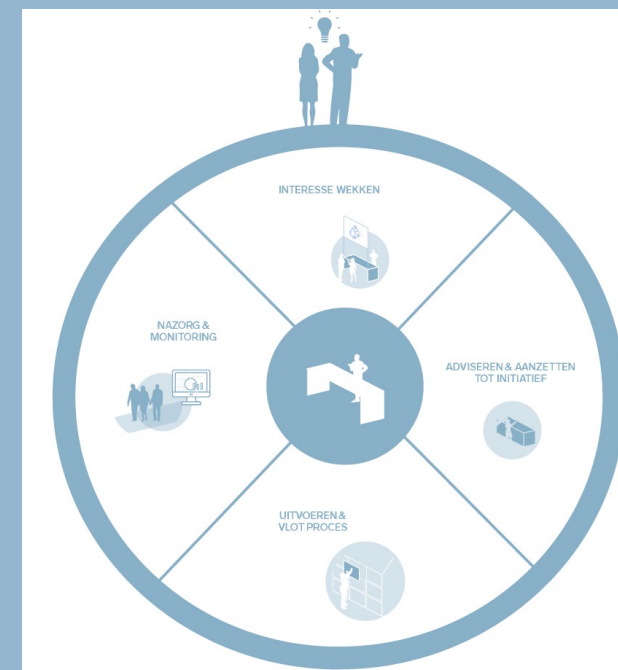 INTERESSE WEKKEN
NAZORG &
MONITORING
ADVISEREN & AANZETTEN
TOT INITIATIEF
UITVOEREN &
VLOT PROCES